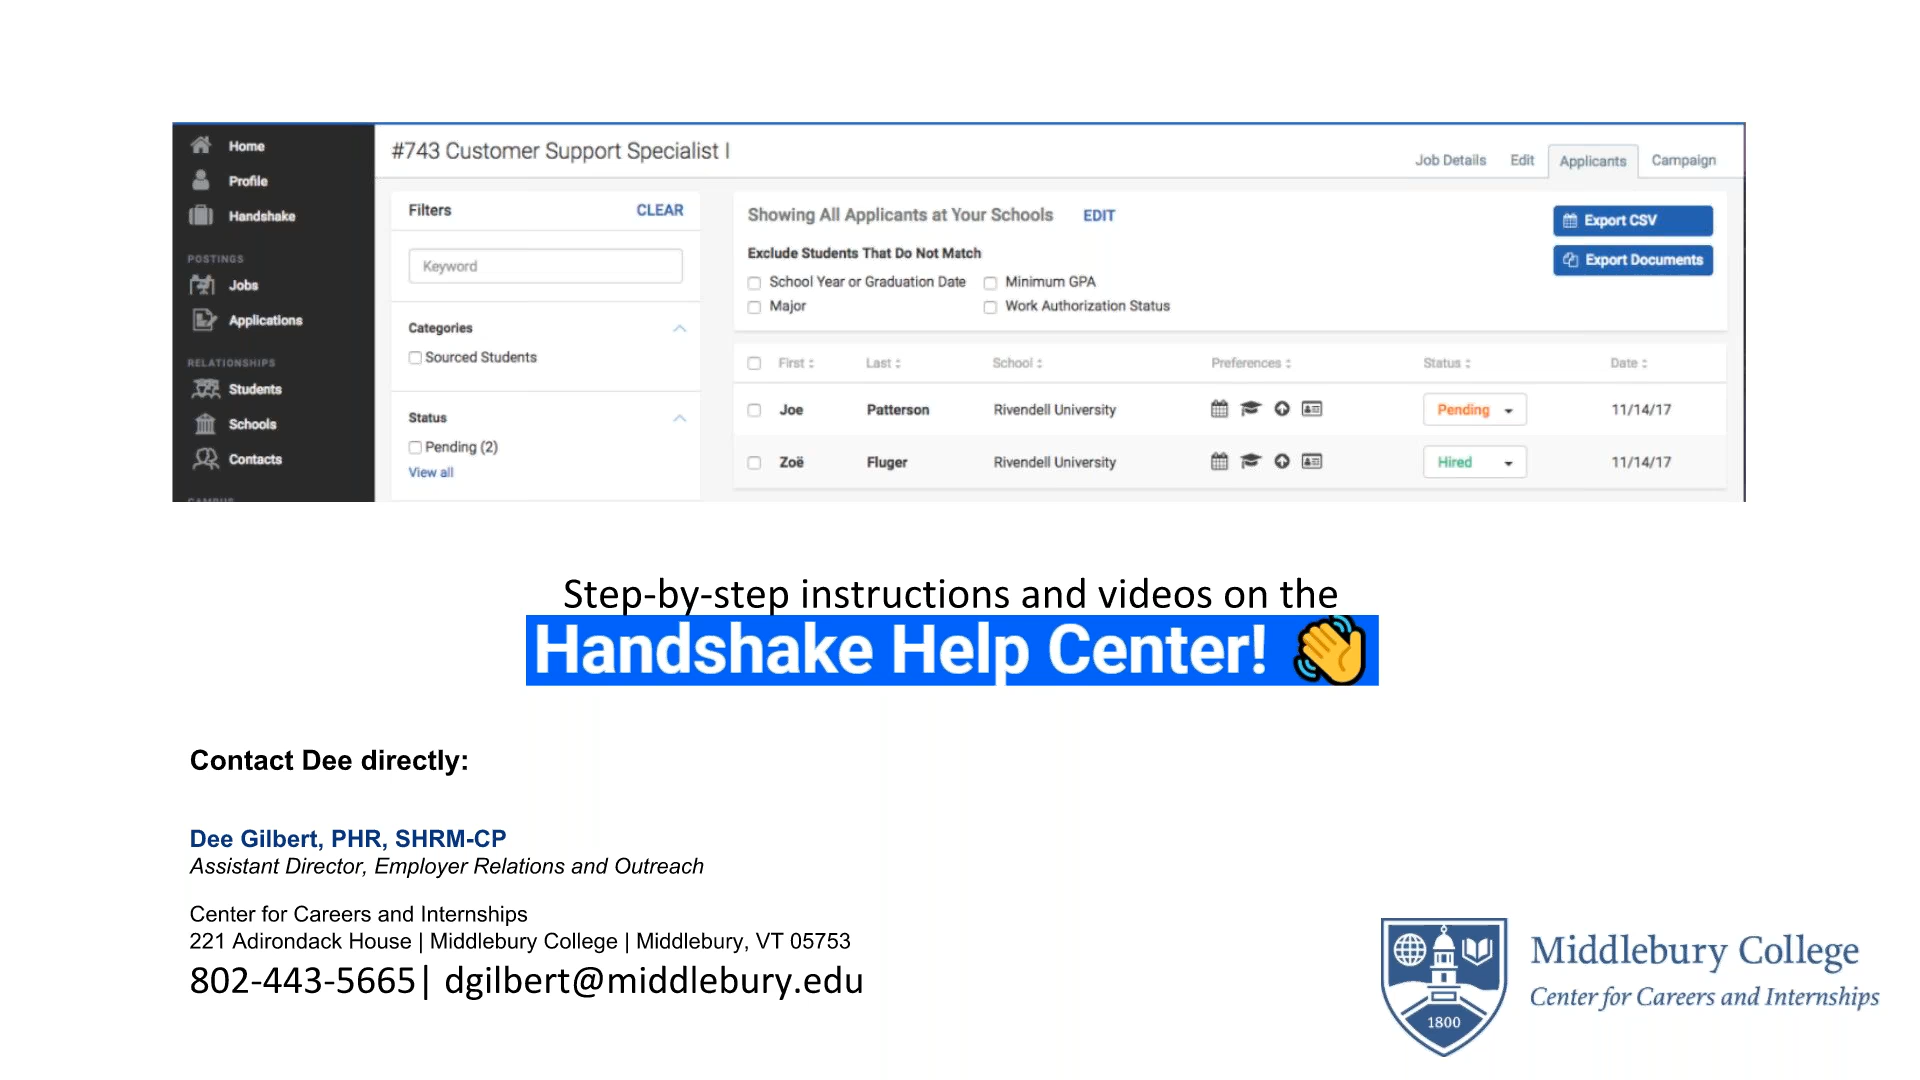 Home
Profile
Handshake
POSTINGS
Jobs
Applications
RELATIONSHIPS
Students
Schools
Contacts
#743 Customer Support Specialist I
Job Details Edit Applicants Campaign
Filters CLEAR
Keyword
Categories
Sourced Students
Status
Pending (2)
View all
Showing All Applicants at Your Schools EDIT
Export CSV
Export Documents
Exclude Students That Do Not Match
School Year or Graduation Date Minimum GPA
Major Work Authorization Status
First Last School Preferences Status Date
Joe Patterson Rivendell University Pending 11/14/17
Zoë Fluger Rivendell University Hired 11/14/17
Step-by-step instructions and videos on the
Handshake Help Center! 👋
Contact Dee directly:
Dee Gilbert, PHR, SHRM-CP
Assistant Director, Employer Relations and Outreach
Center for Careers and Internships
221 Adirondack House | Middlebury College | Middlebury, VT 05753
802-443-5665| dgilbert@middlebury.edu
1800
Middlebury College
Center for Careers and Internships